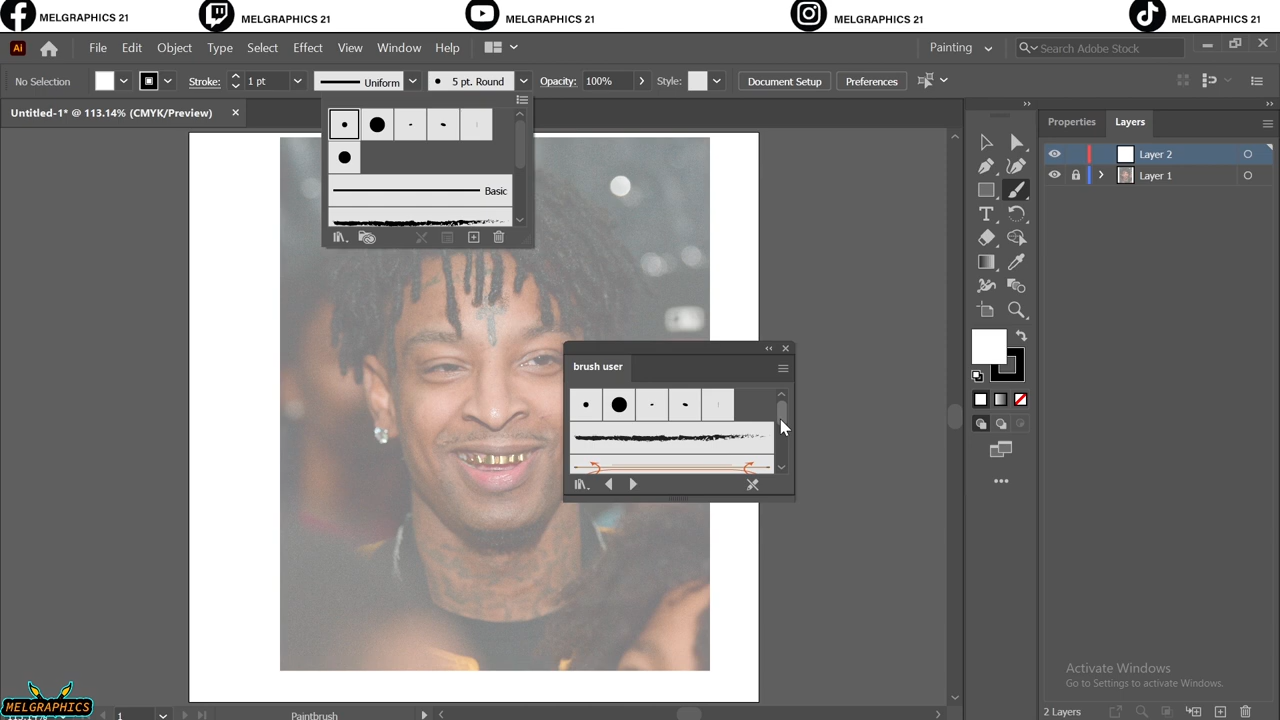 MELGRAPHICS 21 MELGRAPHICS 21 MELGRAPHICS 21 MELGRAPHICS 21 MELGRAPHICS 21
Ai File Edit Object Type Select Effect View Window Help Painting Search Adobe Stock
No Selection Stroke: 1 pt Uniform 5 pt. Round Opacity: 100% Style: Document Setup Preferences
Untitled-1* @ 113.14% (CMYK/Preview)
Properties Layers
Layer 2
Layer 1
Basic
brush user
Activate Windows
Go to Settings to activate Windows.
MELGRAPHICS
1 Paintbrush 2 Layers